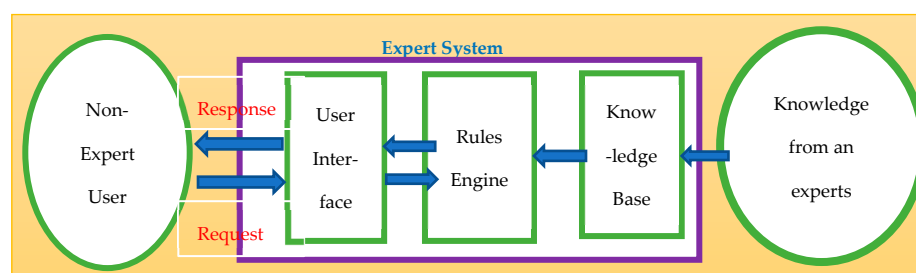 Expert System
Non-
Expert
User
Response
Request
User
Inter-
face
Rules
Engine
Know
-ledge
Base
Knowledge
from an
experts